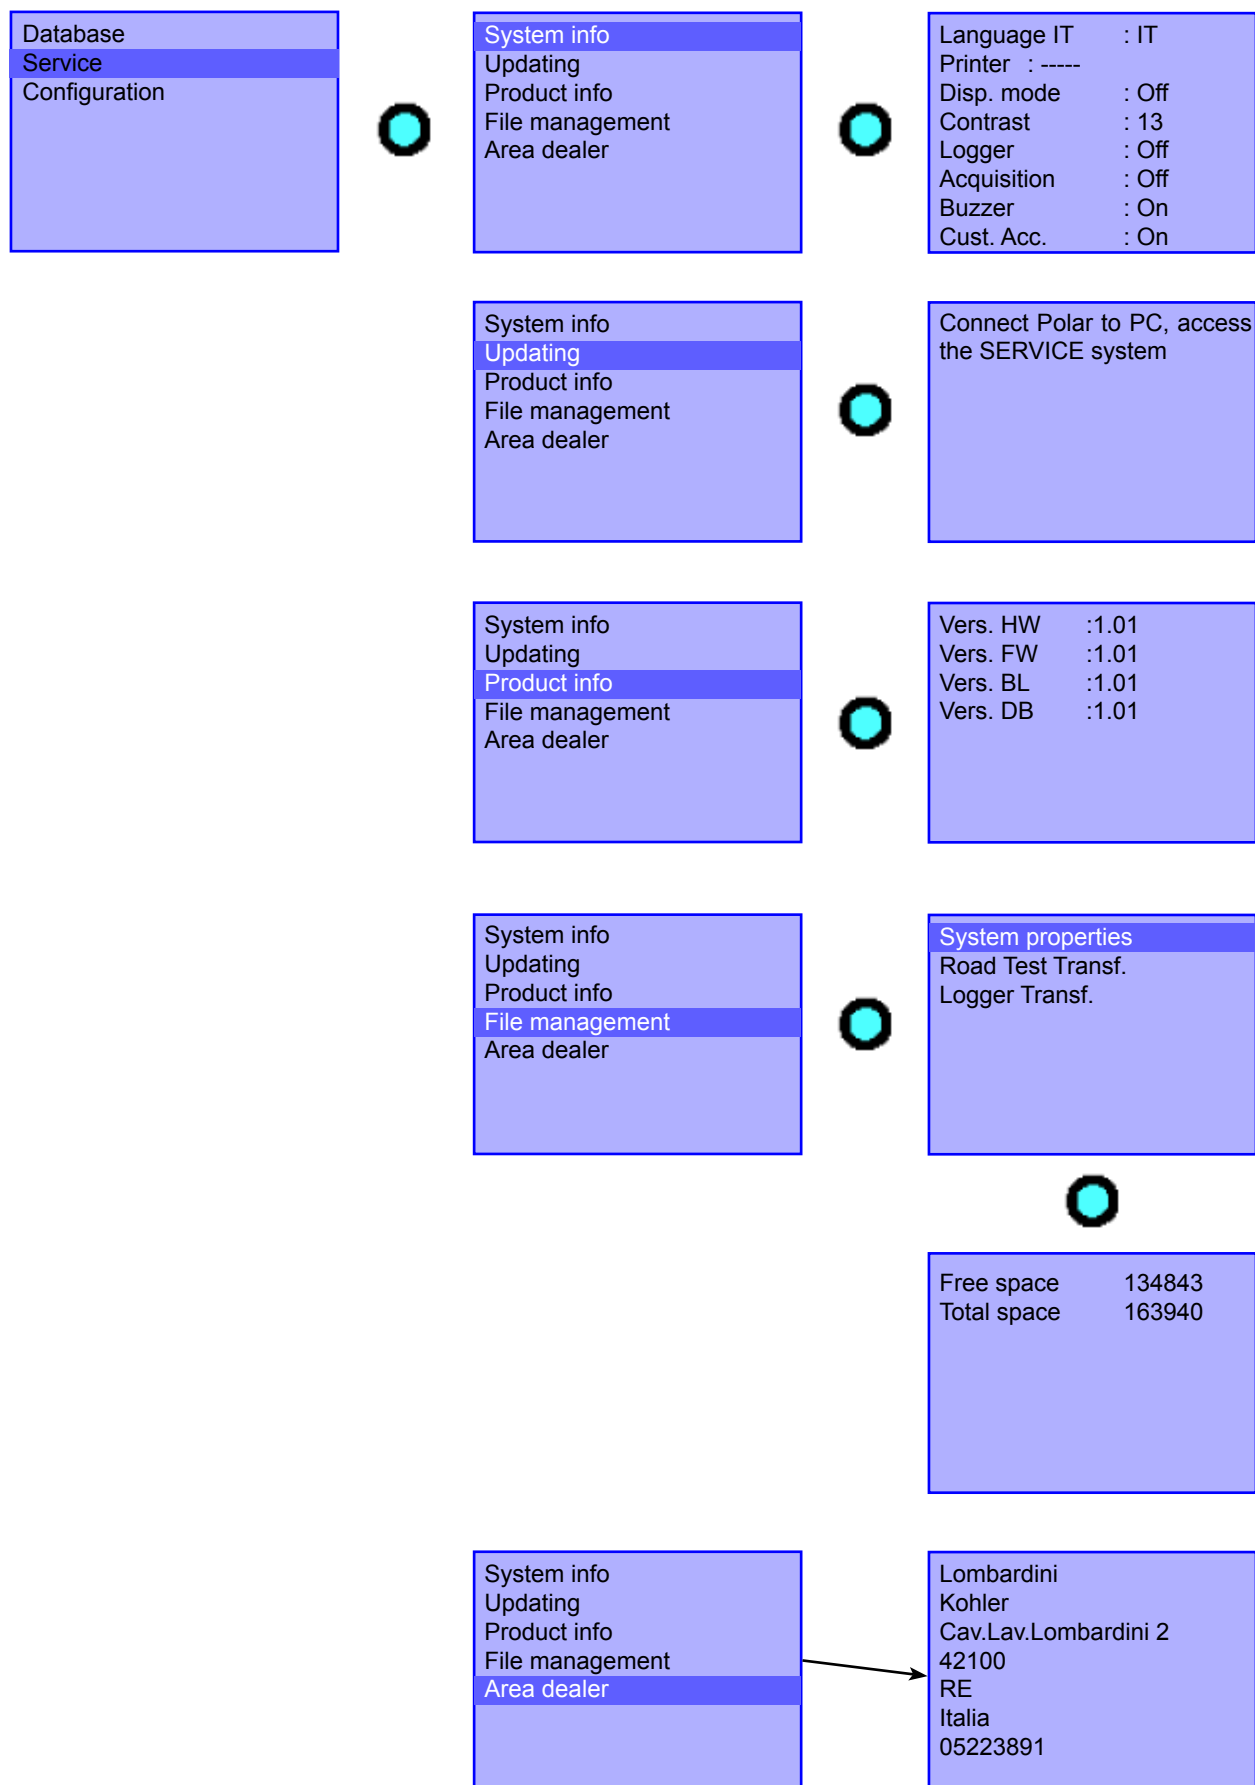 Database
Service
Configuration
System info
Updating
Product info
File management
Area dealer
Language IT : IT
Printer : -----
Disp. mode : Off
Contrast : 13
Logger : Off
Acquisition : Off
Buzzer : On
Cust. Acc. : On
System info
Updating
Product info
File management
Area dealer
Connect Polar to PC, access
the SERVICE system
System info
Updating
Product info
File management
Area dealer
Vers. HW :1.01
Vers. FW :1.01
Vers. BL :1.01
Vers. DB :1.01
System info
Updating
Product info
File management
Area dealer
System properties
Road Test Transf.
Logger Transf.
Free space 134843
Total space 163940
System info
Updating
Product info
File management
Area dealer
Lombardini
Kohler
Cav.Lav.Lombardini 2
42100
RE
Italia
05223891